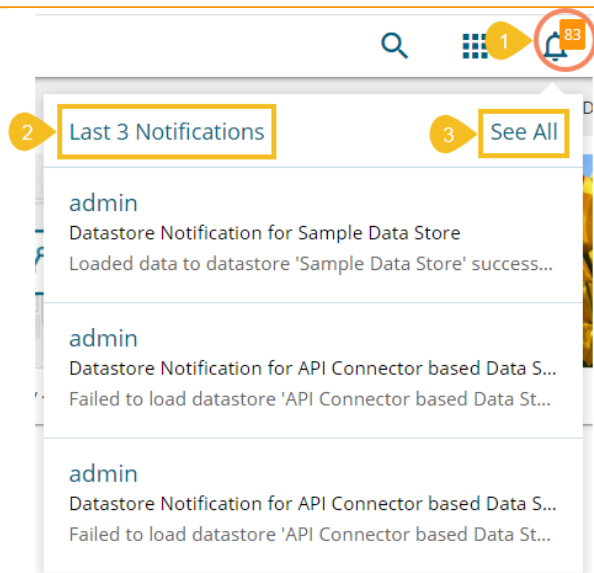 1
83
D
2
Last 3 Notifications
3
See All
admin
Datastore Notification for Sample Data Store
Loaded data to datastore 'Sample Data Store' success...
admin
Datastore Notification for API Connector based Data S...
Failed to load datastore 'API Connector based Data St...
admin
Datastore Notification for API Connector based Data S...
Failed to load datastore 'API Connector based Data St...